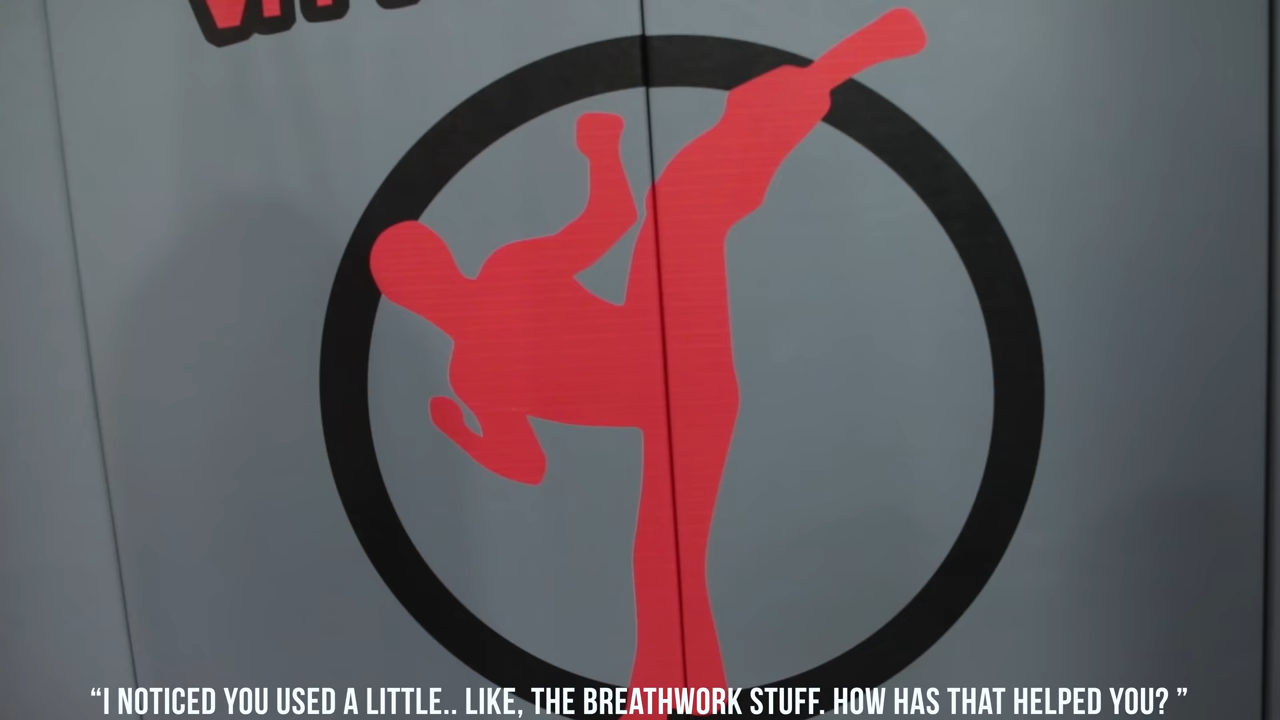 “I NOTICED YOU USED A LITTLE.. LIKE, THE BREATHWORK STUFF. HOW HAS THAT HELPED YOU? ”